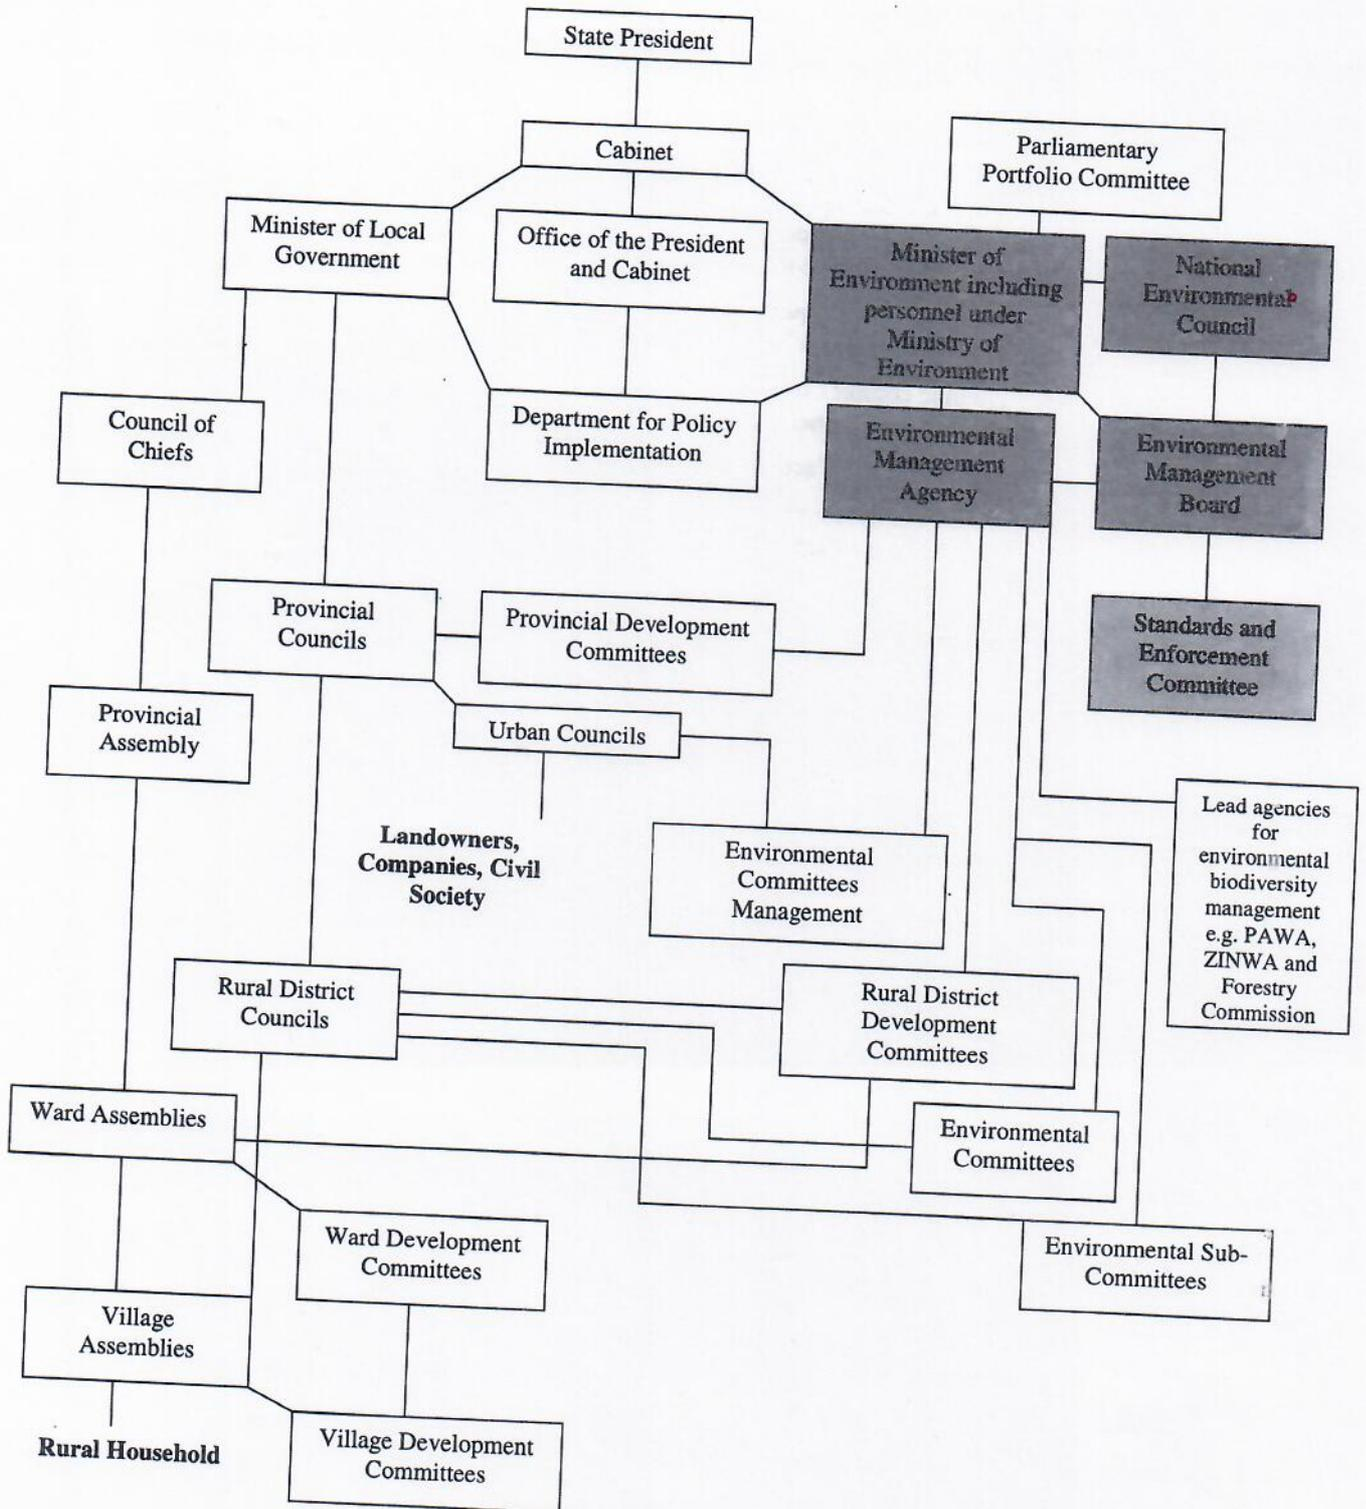 State President
Cabinet
Parliamentary
Portfolio Committee
Minister of Local
Government
Office of the President
and Cabinet
Minister of
Environment including
personnel under
Ministry of
Environment
National
Environmental
Council
Council of
Chiefs
Department for Policy
Implementation
Environmental
Management
Agency
Environmental
Management
Board
Provincial
Councils
Provincial Development
Committees
Standards and
Enforcement
Committee
Provincial
Assembly
Urban Councils
Landowners,
Companies, Civil
Society
Environmental
Committees
Management
Lead agencies
for
environmental
biodiversity
management
e.g. PAWA,
ZINWA and
Forestry
Commission
Rural District
Councils
Rural District
Development
Committees
Ward Assemblies
Environmental
Committees
Ward Development
Committees
Environmental Sub-
Committees
Village
Assemblies
Rural Household
Village Development
Committees